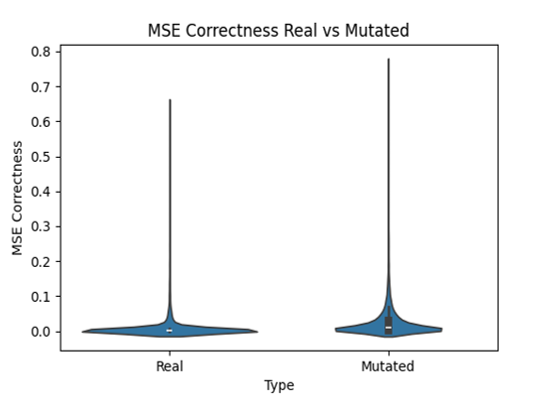 MSE Correctness Real vs Mutated
MSE Correctness
0.8
0.7
0.6
0.5
0.4
0.3
0.2
0.1
0.0
Real
Mutated
Type